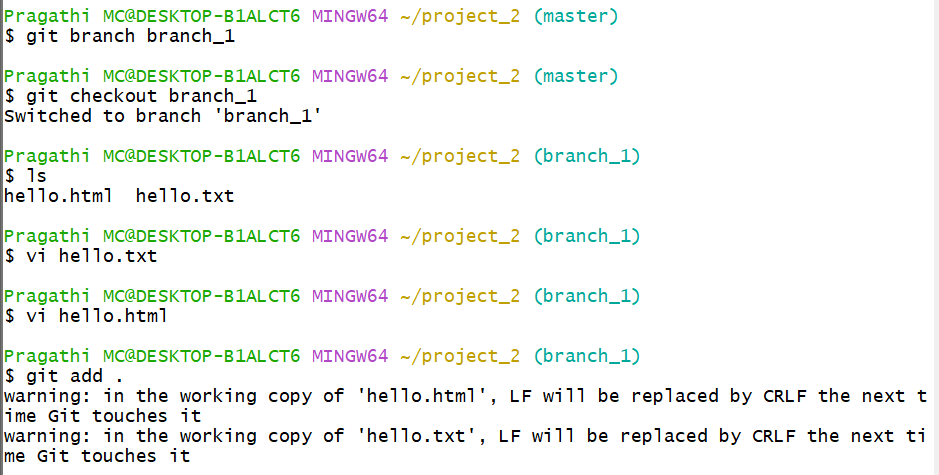 Pragathi MC@DESKTOP-B1ALCT6 MINGW64 ~/project_2 (master)
$ git branch branch_1
Pragathi MC@DESKTOP-B1ALCT6 MINGW64 ~/project_2 (master)
$ git checkout branch_1
Switched to branch 'branch_1'
Pragathi MC@DESKTOP-B1ALCT6 MINGW64 ~/project_2 (branch_1)
$ ls
hello.html  hello.txt
Pragathi MC@DESKTOP-B1ALCT6 MINGW64 ~/project_2 (branch_1)
$ vi hello.txt
Pragathi MC@DESKTOP-B1ALCT6 MINGW64 ~/project_2 (branch_1)
$ vi hello.html
Pragathi MC@DESKTOP-B1ALCT6 MINGW64 ~/project_2 (branch_1)
$ git add .
warning: in the working copy of 'hello.html', LF will be replaced by CRLF the next t
ime Git touches it
warning: in the working copy of 'hello.txt', LF will be replaced by CRLF the next ti
me Git touches it